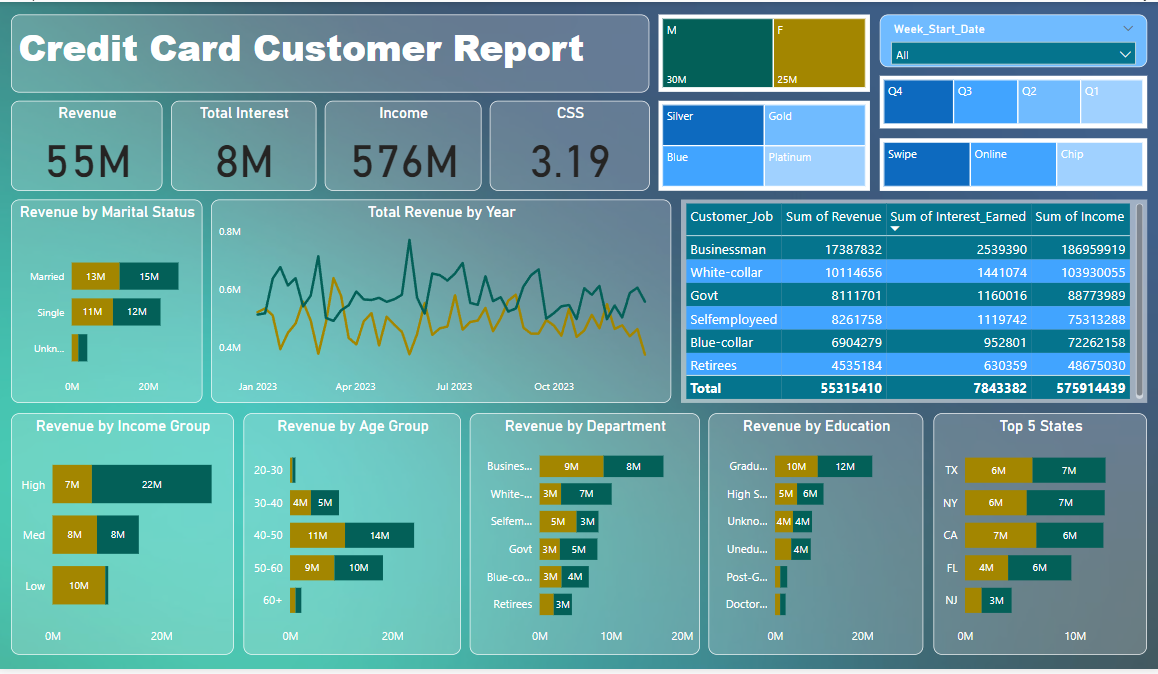 Credit Card Customer Report
M
F
30M
25M
Week_Start_Date
All
Q4
Q3
Q2
Q1
Silver
Gold
Blue
Platinum
Swipe
Online
Chip
Revenue
55M
Total Interest
8M
Income
576M
CSS
3.19
Revenue by Marital Status
Married
13M
15M
Single
11M
12M
Unkn...
0M
20M
Total Revenue by Year
0.8M
0.6M
0.4M
Jan 2023
Apr 2023
Jul 2023
Oct 2023
Customer_Job Sum of Revenue Sum of Interest_Earned Sum of Income
Businessman 17387832 2539390 186959919
White-collar 10114656 1441074 103930055
Govt 8111701 1160016 88773989
Selfemployeed 8261758 1119742 75313288
Blue-collar 6904279 952801 72262158
Retirees 4535184 630359 48675030
Total 55315410 7843382 575914439
Revenue by Income Group
High
7M
22M
Med
8M
8M
Low
10M
0M
20M
Revenue by Age Group
20-30
30-40
4M
5M
40-50
11M
14M
50-60
9M
10M
60+
0M
20M
Revenue by Department
Busines...
9M
8M
White-...
3M
7M
Selfem...
5M
3M
Govt
3M
5M
Blue-co...
3M
4M
Retirees
3M
0M
10M
20M
Revenue by Education
Gradu...
10M
12M
High S...
5M
6M
Unkno...
4M
4M
Unedu...
4M
Post-G...
Doctor...
0M
20M
Top 5 States
TX
6M
7M
NY
6M
7M
CA
7M
6M
FL
4M
6M
NJ
3M
0M
10M